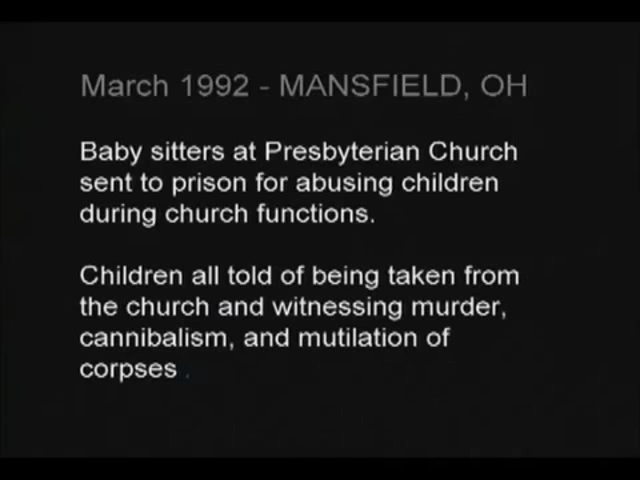 March 1992 - MANSFIELD, OH
Baby sitters at Presbyterian Church
sent to prison for abusing children
during church functions.
Children all told of being taken from
the church and witnessing murder,
cannibalism, and mutilation of
corpses .